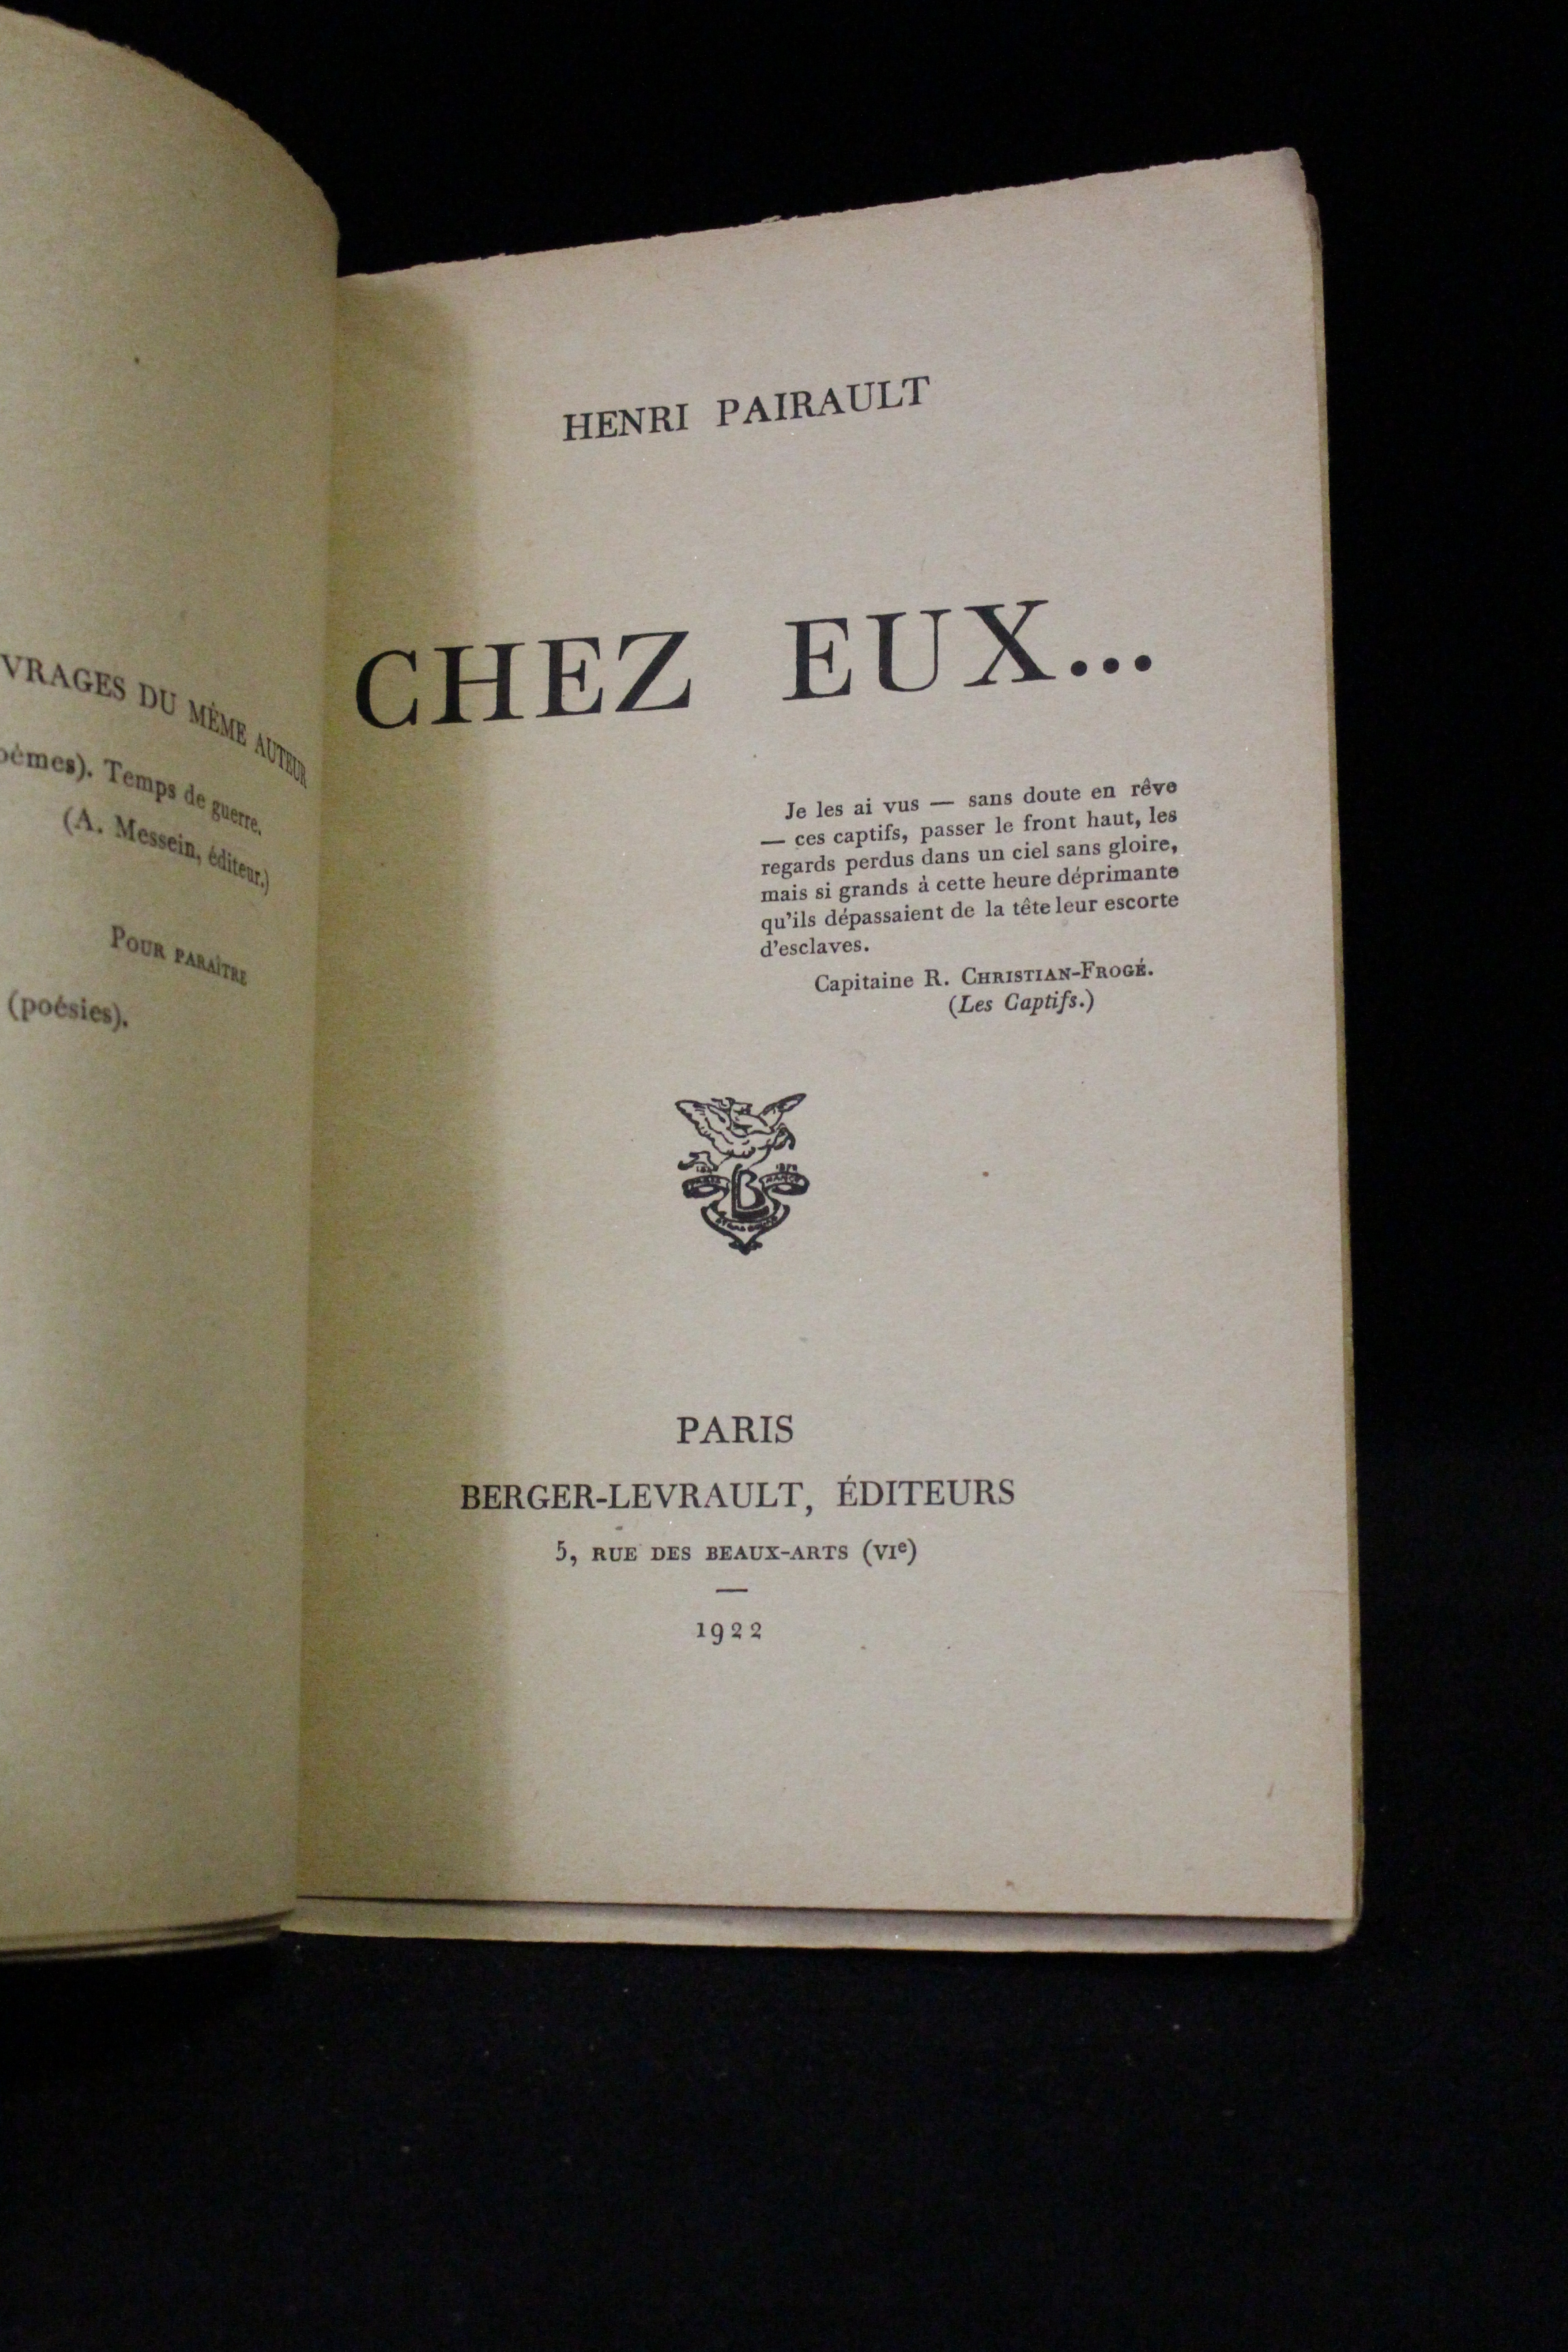 DU MÊME AUTEUR
Temps de guerre.
(A. Messein, éditeur.)
POUR PARAÎTRE
(poésies).
HENRI PAIRAULT
CHEZ EUX...
Je les ai vus — sans doute en rêve
— ces captifs, passer le front haut, les
regards perdus dans un ciel sans gloire,
mais si grands à cette heure déprimante
qu'ils dépassaient de la tête leur escorte
d'esclaves.
Capitaine R. CHRISTIAN-FROGÉ.
(Les Captifs.)
B
PARIS
BERGER-LEVRAULT, ÉDITEURS
5, RUE DES BEAUX-ARTS (VIe)
1922